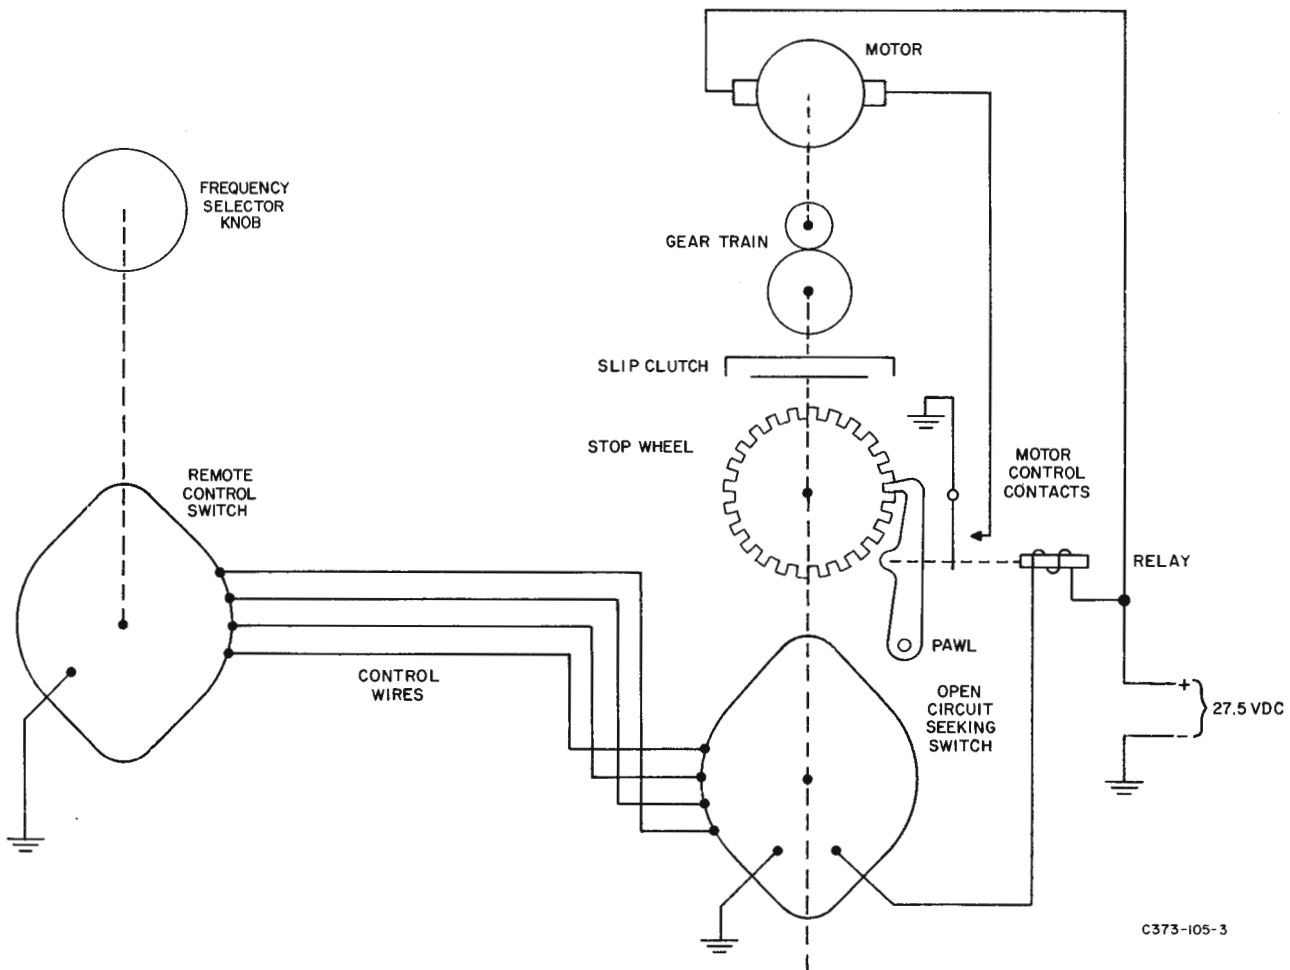 MOTOR
FREQUENCY
SELECTOR
KNOB
GEAR TRAIN
SLIP CLUTCH
STOP WHEEL
MOTOR
CONTROL
CONTACTS
REMOTE
CONTROL
SWITCH
RELAY
PAWL
CONTROL
WIRES
OPEN
CIRCUIT
SEEKING
SWITCH
+
27.5 VDC
-
C373-105-3